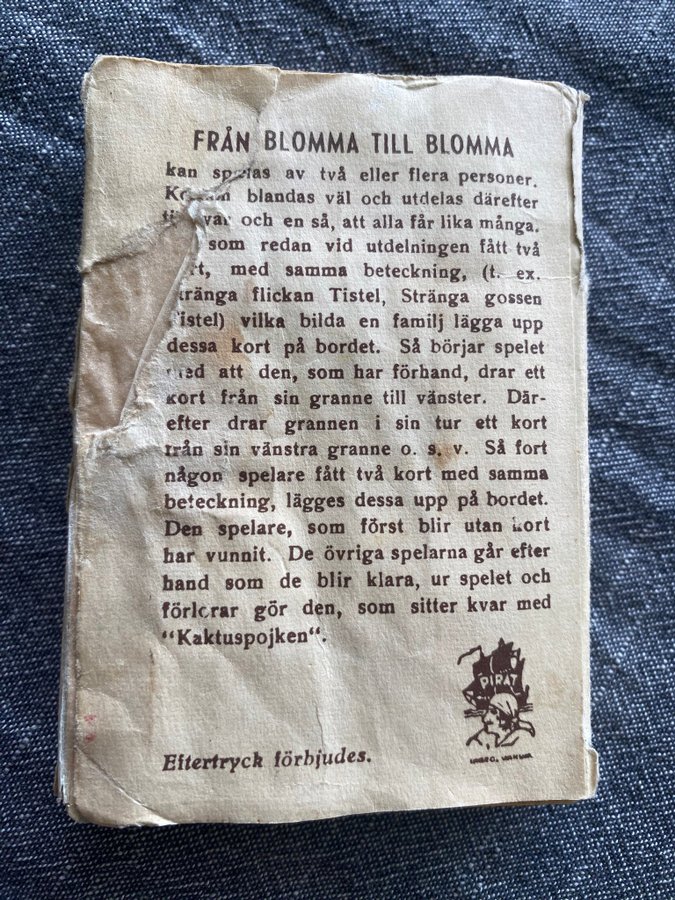 FRÅN BLOMMA TILL BLOMMA
kan spelas av två eller flera personer.
blandas väl och utdelas därefter
var och en så, att alla får lika många.
som redan vid utdelningen fått två
med samma beteckning, (t. ex.
Stränga flickan Tistel, Stränga gossen
Tistel) vilka bilda en familj lägga upp
dessa kort på bordet. Så börjar spelet
med att den, som har förhand, drar ett
kort från sin granne till vänster. Där-
efter drar grannen i sin tur ett kort
från sin vänstra granne o. s. v. Så fort
någon spelare fått två kort med samma
beteckning, lägges dessa upp på bordet.
Den spelare, som först blir utan kort
har vunnit. De övriga spelarna går efter
hand som de blir klara, ur spelet och
förlorar gör den, som sitter kvar med
"Kaktuspojken".
PIRAT
Eftertryck förbjudes.